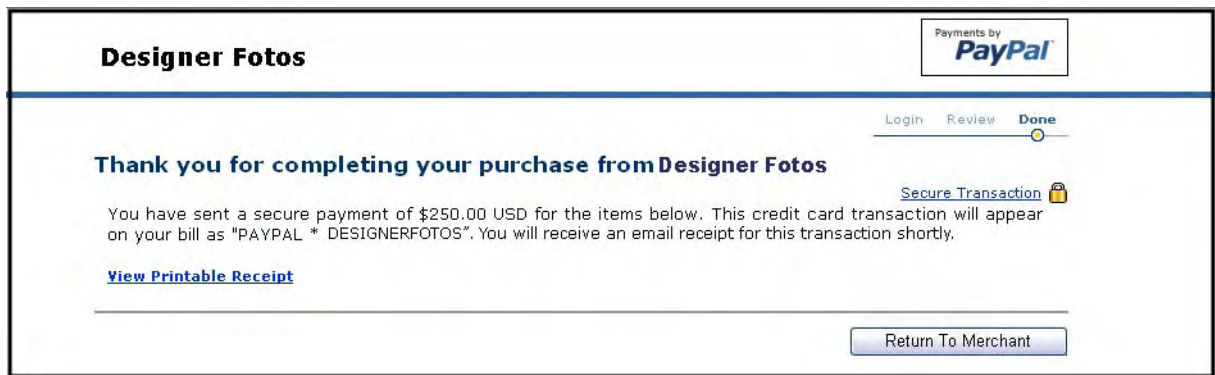 Designer Fotos
Payments by
PayPal
Login Review Done
Thank you for completing your purchase from Designer Fotos
Secure Transaction
You have sent a secure payment of $250.00 USD for the items below. This credit card transaction will appear
on your bill as "PAYPAL * DESIGNERFOTOS". You will receive an email receipt for this transaction shortly.
View Printable Receipt
Return To Merchant